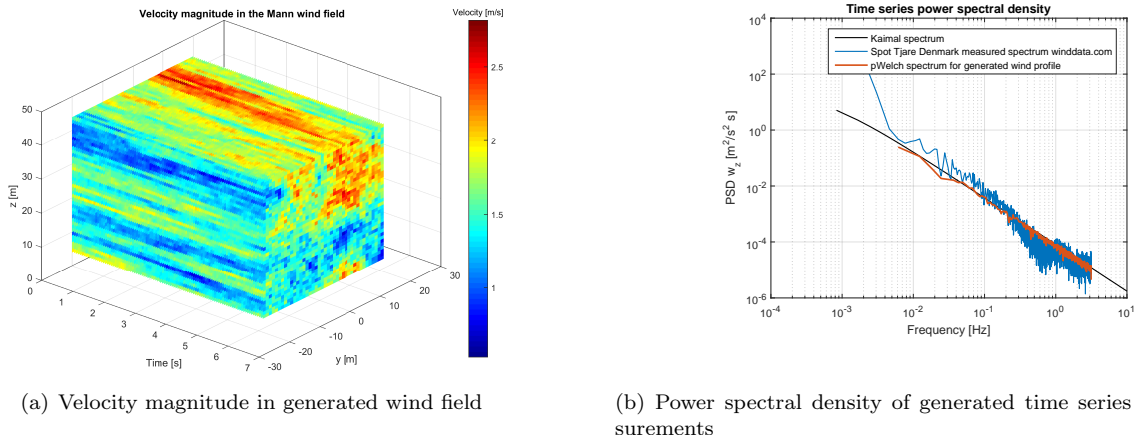 Velocity magnitude in the Mann wind field
Velocity [m/s]
2.5
2
1.5
1
50
40
30
20
10
0
z [m]
0
1
2
3
4
5
6
7
Time [s]
-30
-20
-10
0
10
20
30
y [m]
(a) Velocity magnitude in generated wind field
Time series power spectral density
Kaimal spectrum
Spot Tjare Denmark measured spectrum winddata.com
pWelch spectrum for generated wind profile
10^4
10^2
10^0
10^-2
10^-4
10^-6
PSD w_z [m^2/s^2 s]
10^-4
10^-3
10^-2
10^-1
10^0
10^1
Frequency [Hz]
(b) Power spectral density of generated time series
surements